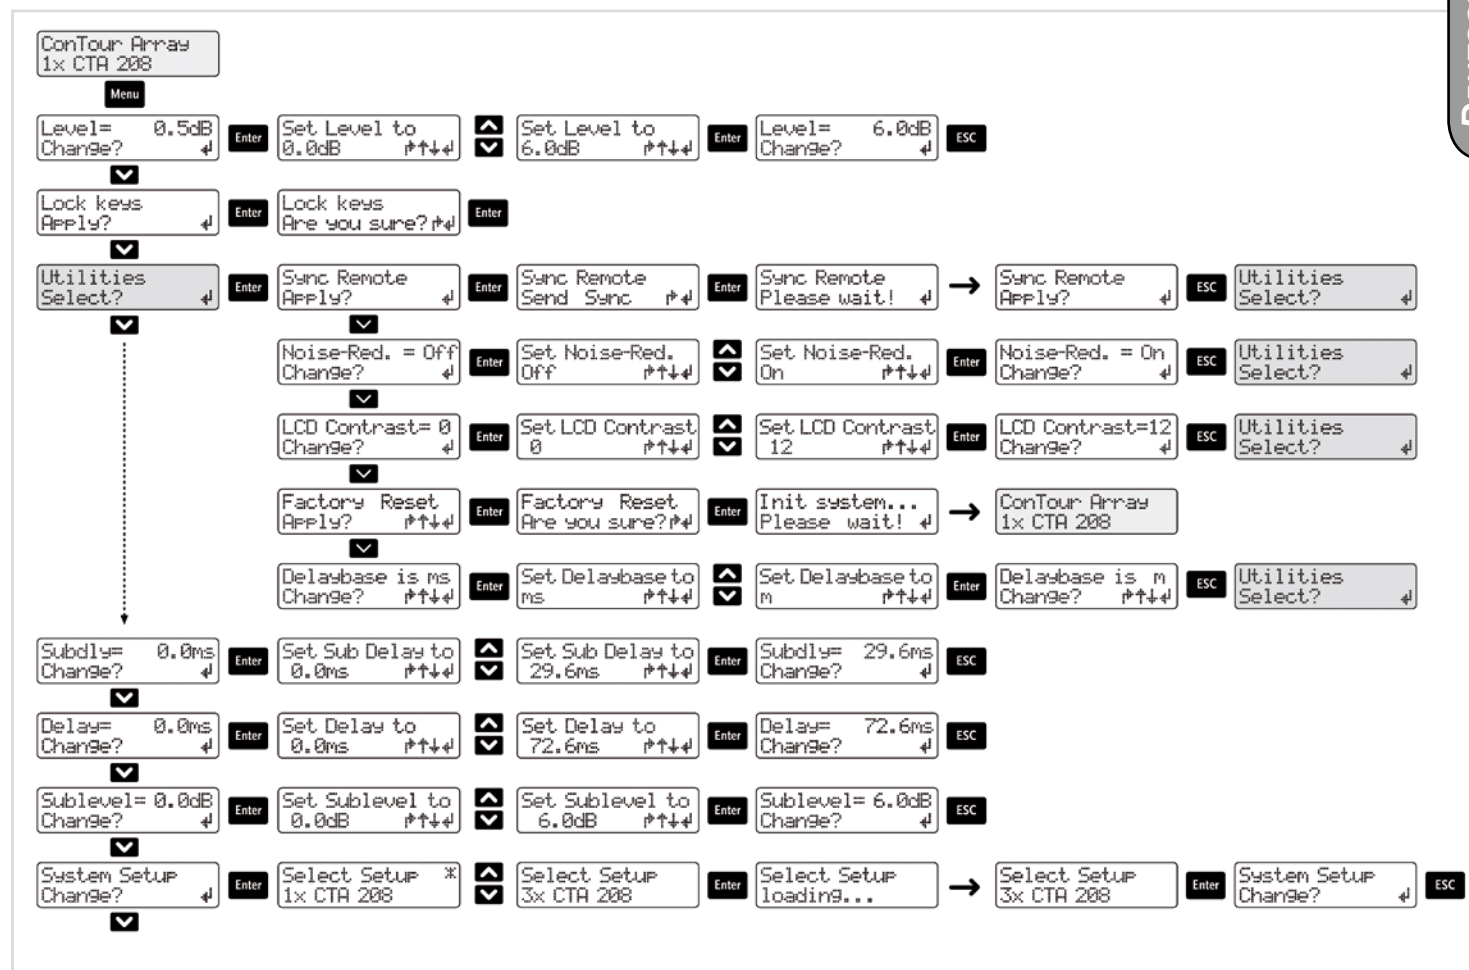 ConTour Array
1x CTA 208
Menu
Level= 0.5dB
Change?
Enter
Set Level to
0.0dB
Set Level to
6.0dB
Enter
Level= 6.0dB
Change?
ESC
Lock keys
Apply?
Enter
Lock keys
Are you sure?
Enter
Utilities
Select?
Enter
Sync Remote
Apply?
Enter
Sync Remote
Send Sync
Enter
Sync Remote
Please wait!
Sync Remote
Apply?
ESC
Utilities
Select?
Noise-Red. = Off
Change?
Enter
Set Noise-Red.
Off
Set Noise-Red.
On
Enter
Noise-Red. = On
Change?
ESC
Utilities
Select?
LCD Contrast= 0
Change?
Enter
Set LCD Contrast
0
Set LCD Contrast
12
Enter
LCD Contrast=12
Change?
ESC
Utilities
Select?
Factory Reset
Apply?
Enter
Factory Reset
Are you sure?
Enter
Init system...
Please wait!
ConTour Array
1x CTA 208
Delaybase is ms
Change?
Enter
Set Delaybase to
ms
Set Delaybase to
m
Enter
Delaybase is m
Change?
ESC
Utilities
Select?
Subdly= 0.0ms
Change?
Enter
Set Sub Delay to
0.0ms
Set Sub Delay to
29.6ms
Enter
Subdly= 29.6ms
Change?
ESC
Delay= 0.0ms
Change?
Enter
Set Delay to
0.0ms
Set Delay to
72.6ms
Enter
Delay= 72.6ms
Change?
ESC
Sublevel= 0.0dB
Change?
Enter
Set Sublevel to
0.0dB
Set Sublevel to
6.0dB
Enter
Sublevel= 6.0dB
Change?
ESC
System Setup
Change?
Enter
Select Setup *
1x CTA 208
Select Setup
3x CTA 208
Enter
Select Setup
loading...
Select Setup
3x CTA 208
Enter
System Setup
Change?
ESC